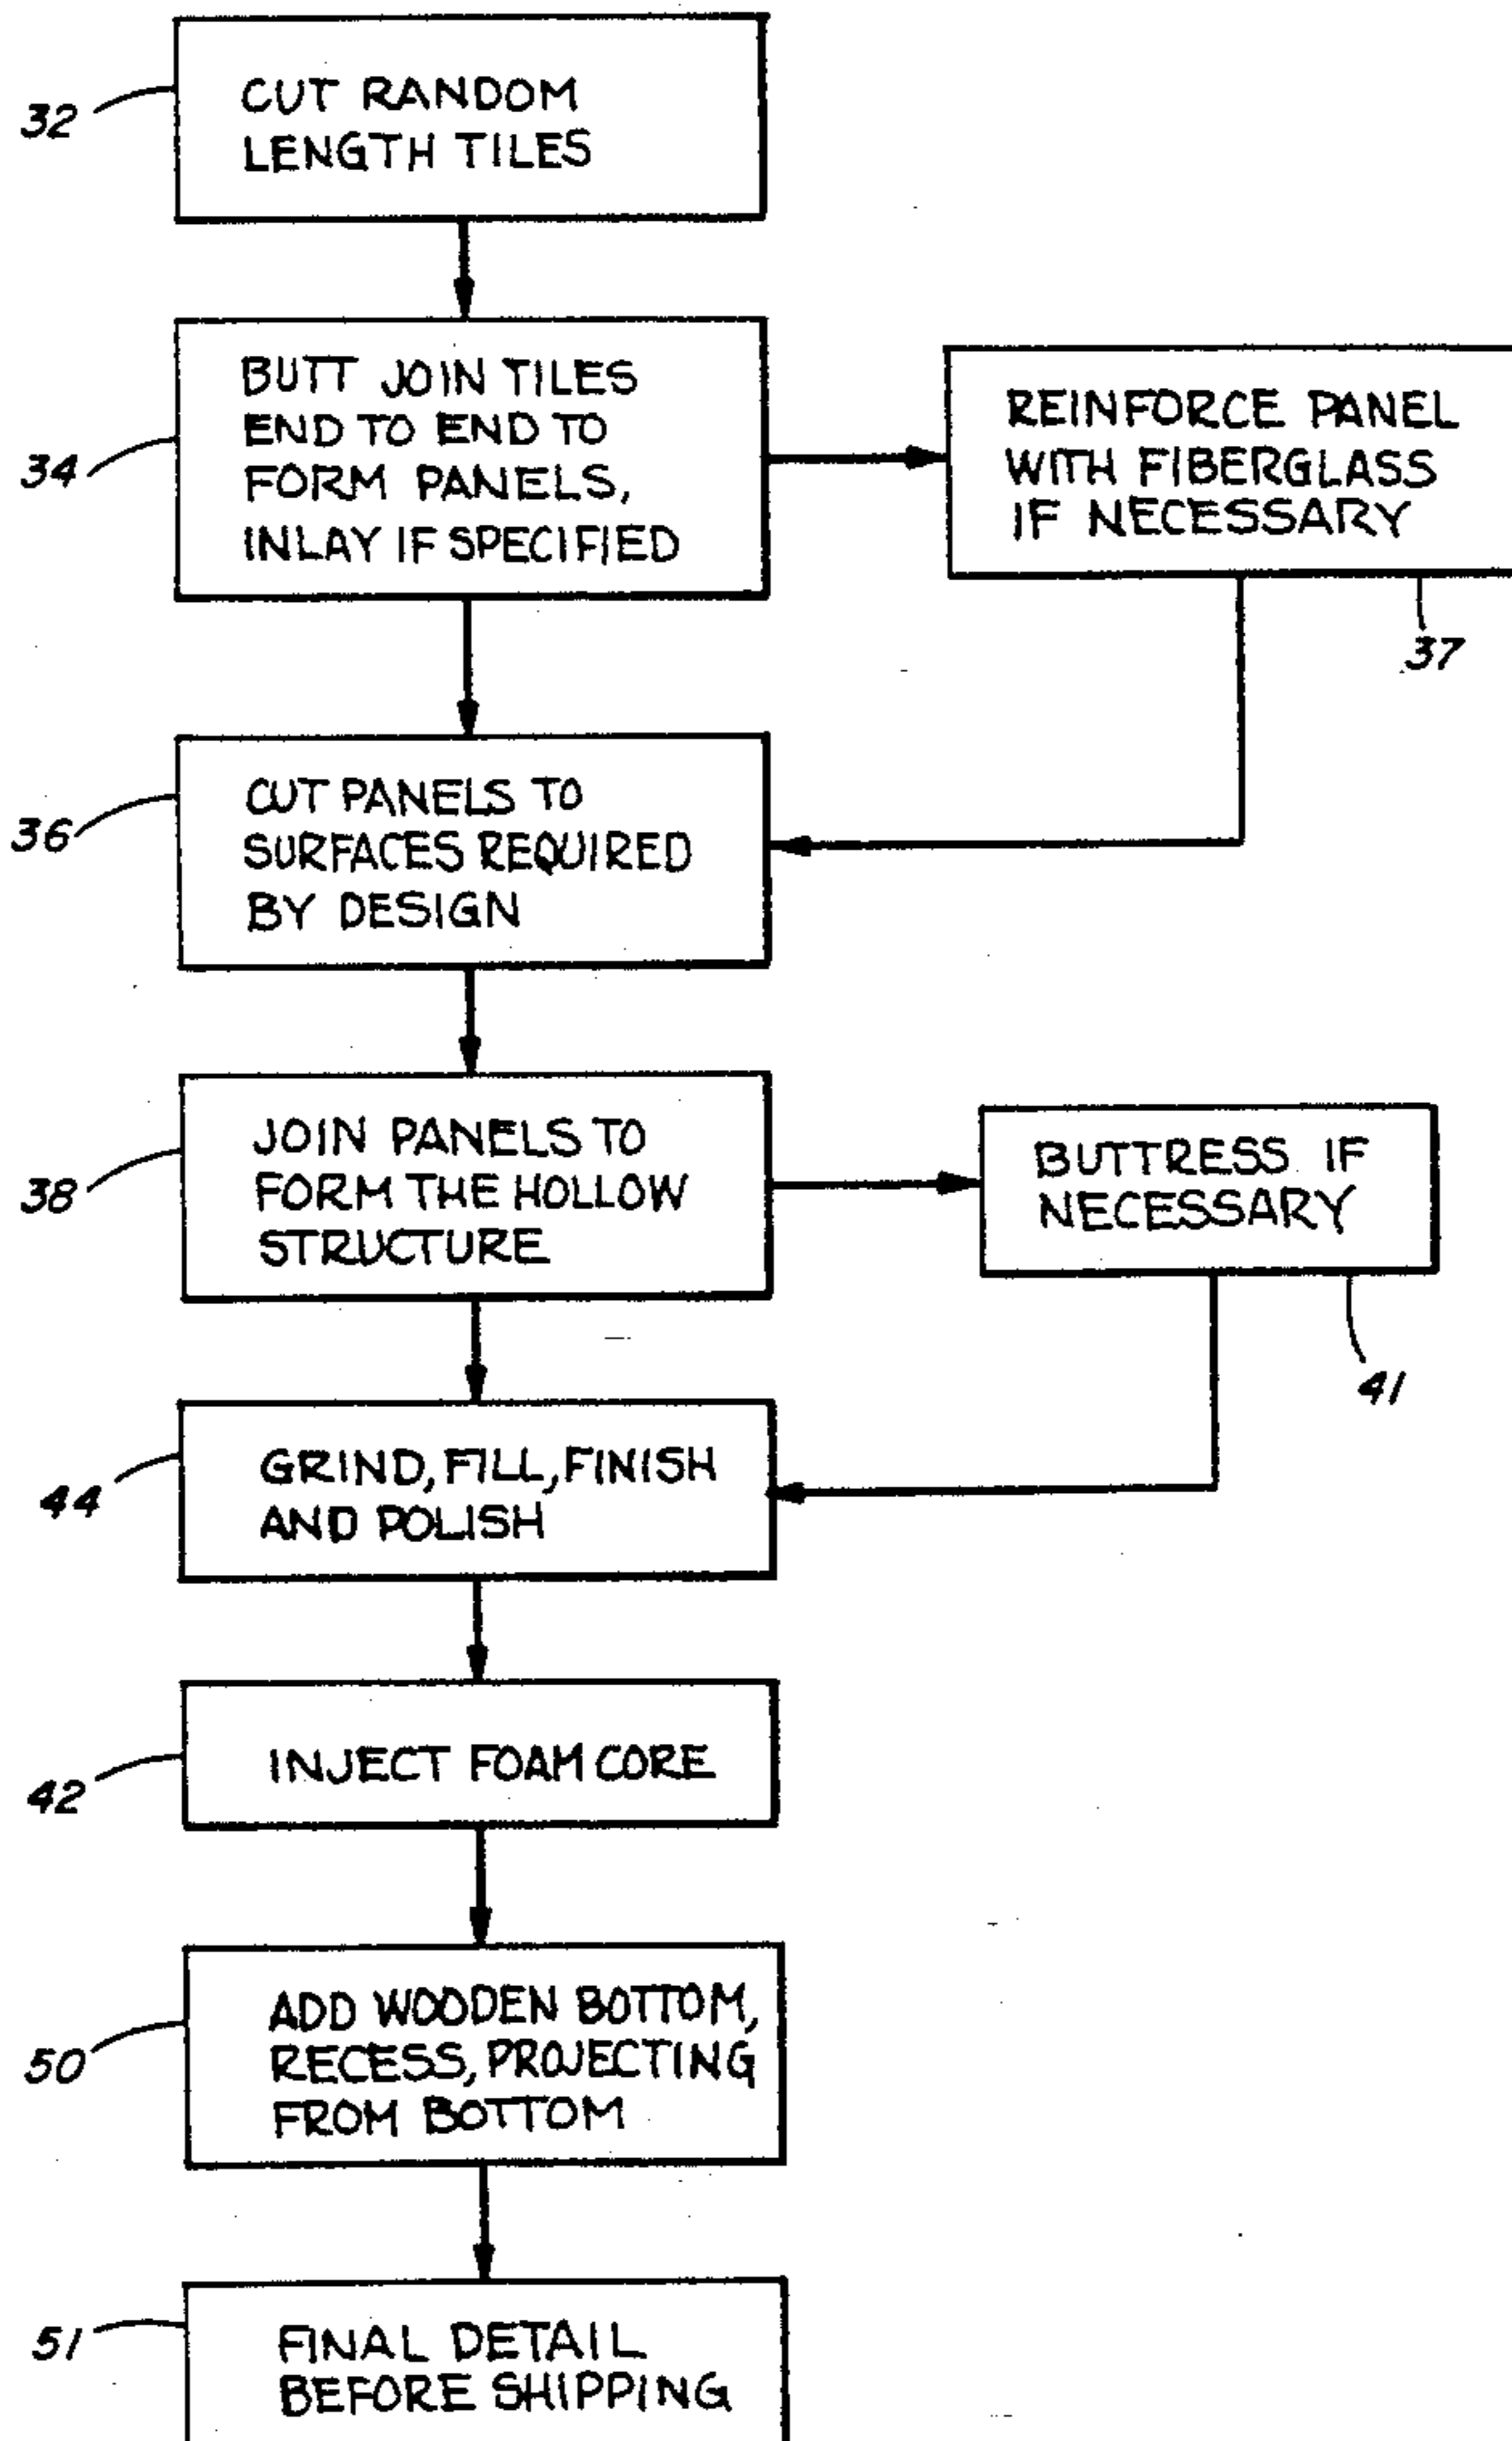 32
CUT RANDOM
LENGTH TILES
34
BUTT JOIN TILES
END TO END TO
FORM PANELS,
INLAY IF SPECIFIED
REINFORCE PANEL
WITH FIBERGLASS
IF NECESSARY
37
36
CUT PANELS TO
SURFACES REQUIRED
BY DESIGN
38
JOIN PANELS TO
FORM THE HOLLOW
STRUCTURE
BUTTRESS IF
NECESSARY
41
44
GRIND, FILL, FINISH
AND POLISH
42
INJECT FOAM CORE
50
ADD WOODEN BOTTOM,
RECESS, PROJECTING
FROM BOTTOM
51
FINAL DETAIL
BEFORE SHIPPING